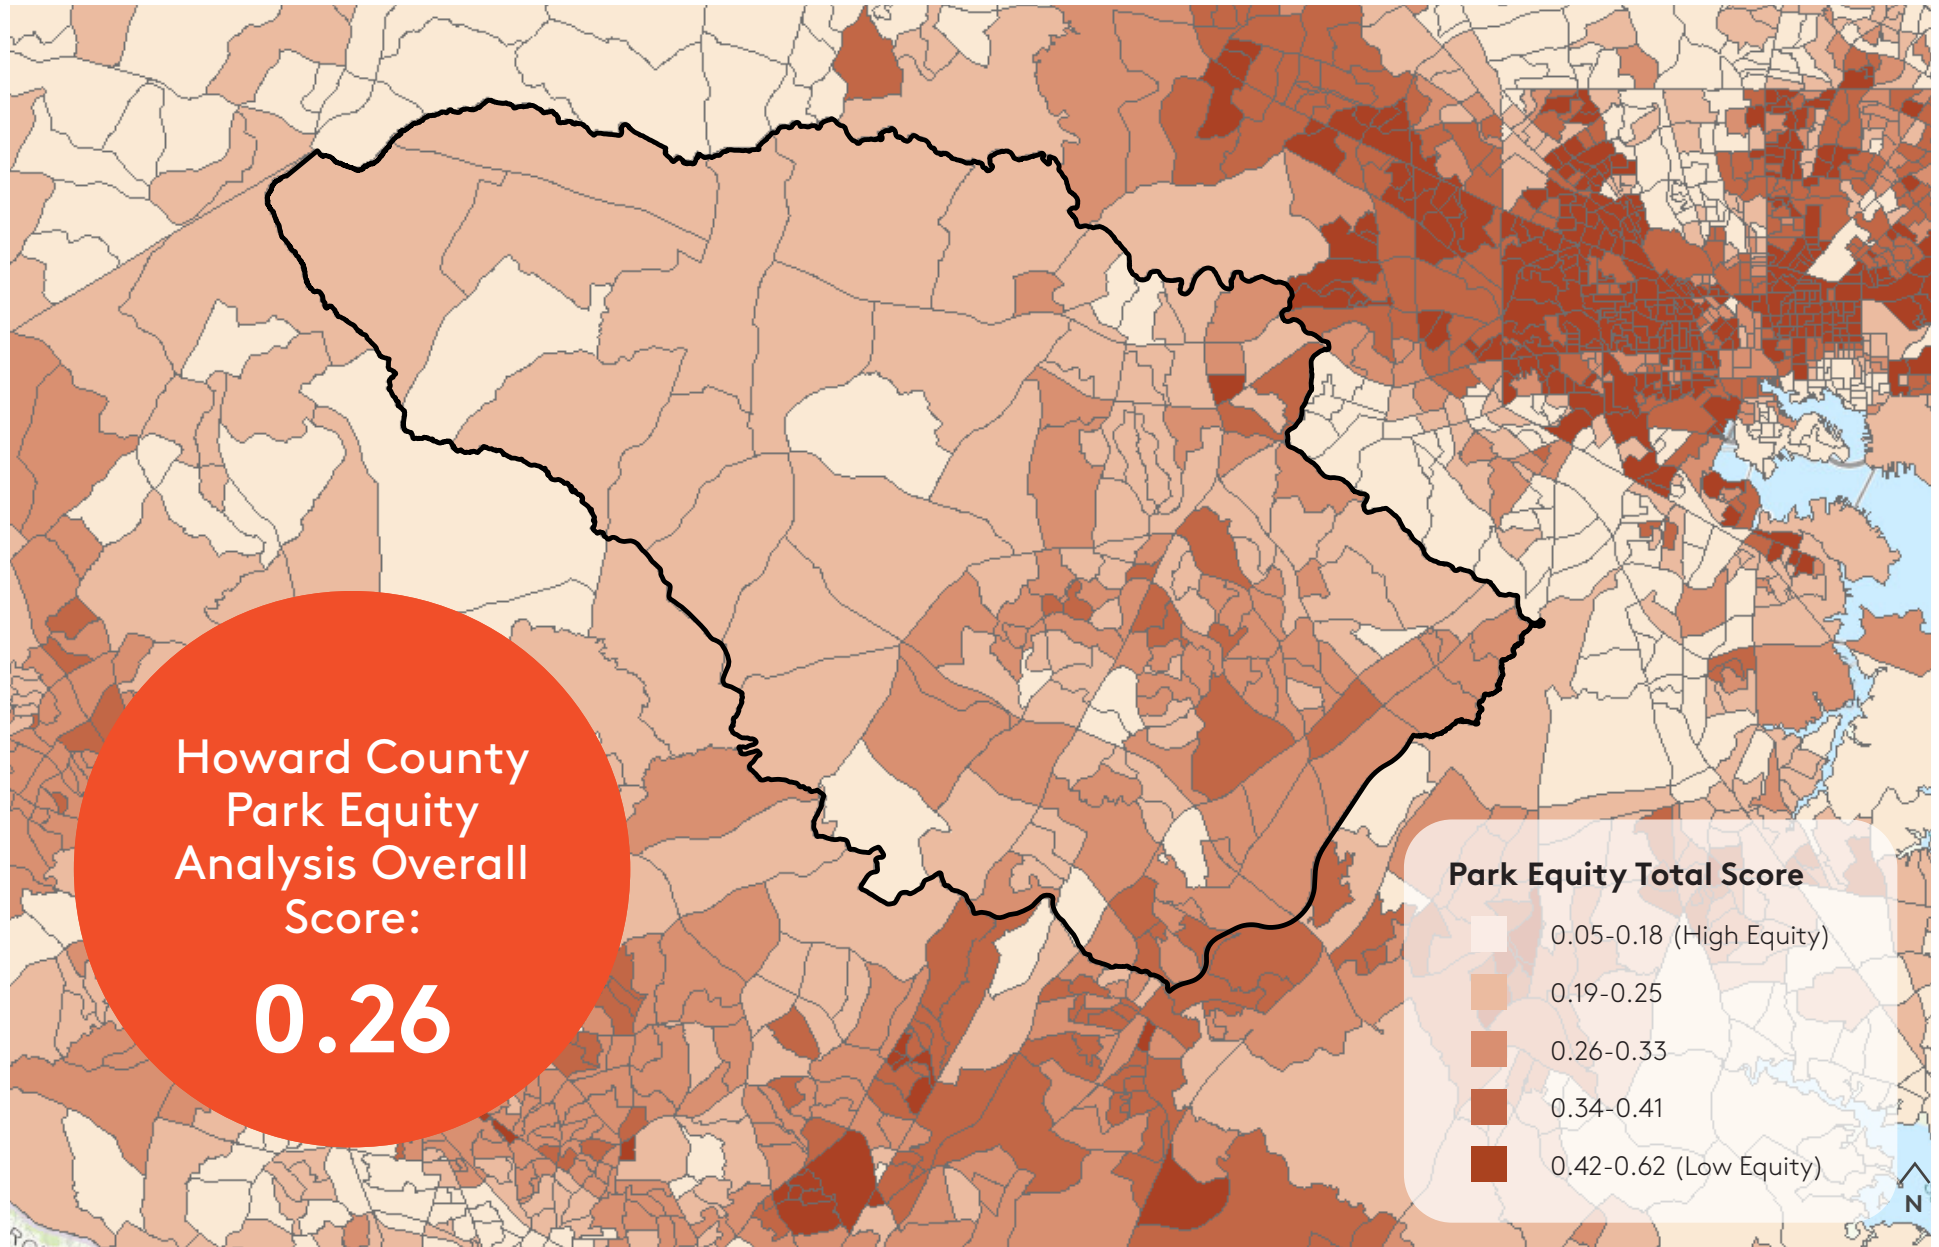 Howard County
Park Equity
Analysis Overall
Score:
0.26
Park Equity Total Score
0.05-0.18 (High Equity)
0.19-0.25
0.26-0.33
0.34-0.41
0.42-0.62 (Low Equity)
N